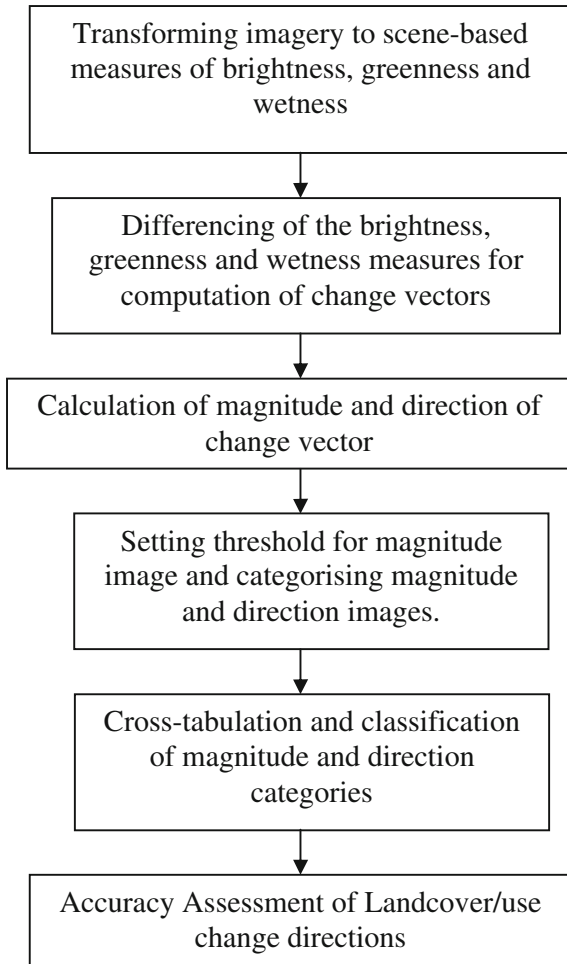 Transforming imagery to scene-based
measures of brightness, greenness and
wetness
Differencing of the brightness,
greenness and wetness measures for
computation of change vectors
Calculation of magnitude and direction of
change vector
Setting threshold for magnitude
image and categorising magnitude
and direction images.
Cross-tabulation and classification
of magnitude and direction
categories
Accuracy Assessment of Landcover/use
change directions